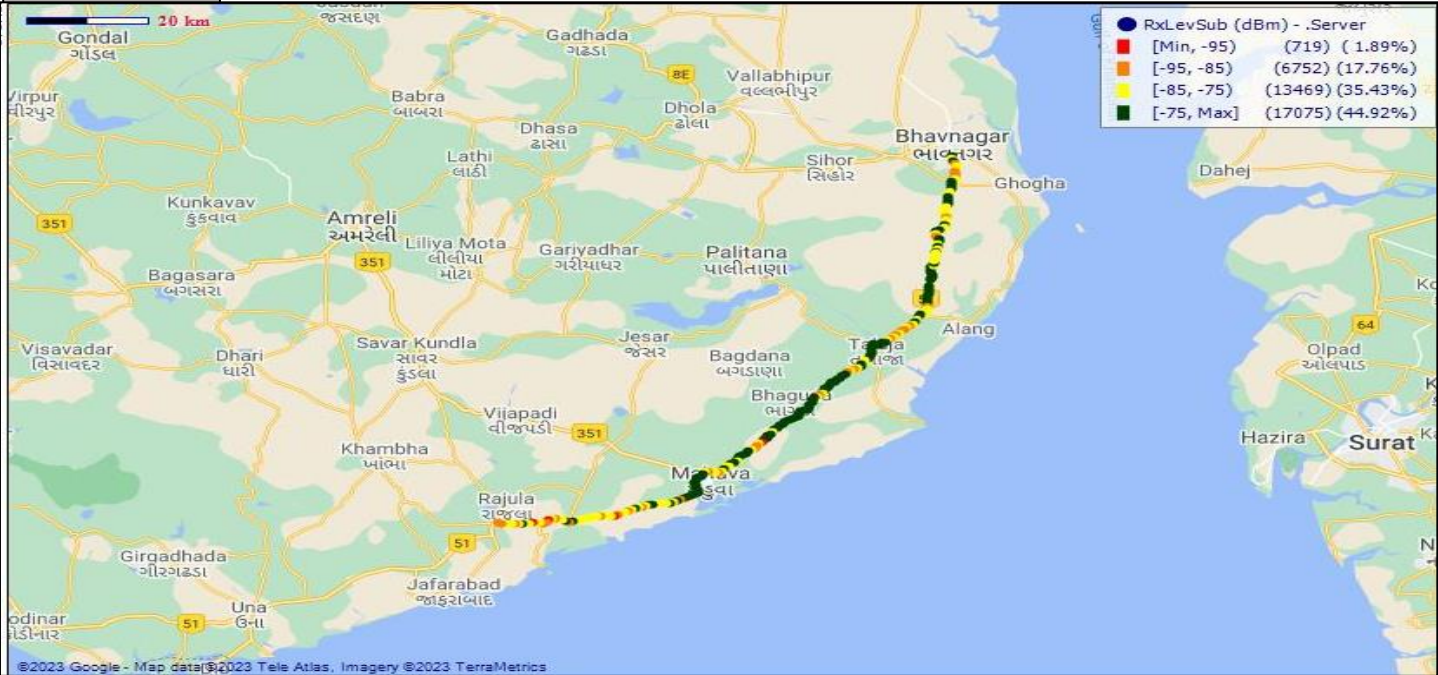 20 km
જસદણ
Gondal
ગોંડલ
Gadhada
ગઢડા
8E
Vallabhipur
વલ્લભીપુર
Virpur
વીરપુર
Babra
બાબરા
Dhola
ઢોલા
Dhasa
ઢાસા
Bhavnagar
Lathi
લાઠી
Sihor
સિહોર
Ghogha
Dahej
Kunkavav
કુંકવાવ
351
Amreli
અમરેલી
Liliya Mota
લીલીયા
મોટા
Gariyadhar
ગારીયાધાર
Palitana
પાલીતાણા
351
Bagasara
બગસરા
Alang
64
Jesar
જેસર
Savar Kundla
સાવર
કુંડલા
Visavadar
વિસાવદર
Dhari
ધારી
Bagdana
બગદાણા
Olpad
ઓલપાડ
Vijapadi
વીજપડી
351
Hazira
Surat
Khambha
ખાંભા
Rajula
રાજુલા
51
Girgadhada
ગીરગઢડા
Jafarabad
જાફરાબાદ
Una
ઉના
51
RxLevSub (dBm) - .Server
[Min, -95) (719) ( 1.89%)
[-95, -85) (6752) (17.76%)
[-85, -75) (13469) (35.43%)
[-75, Max] (17075) (44.92%)
©2023 Google - Map data ©2023 Tele Atlas, Imagery ©2023 TerraMetrics